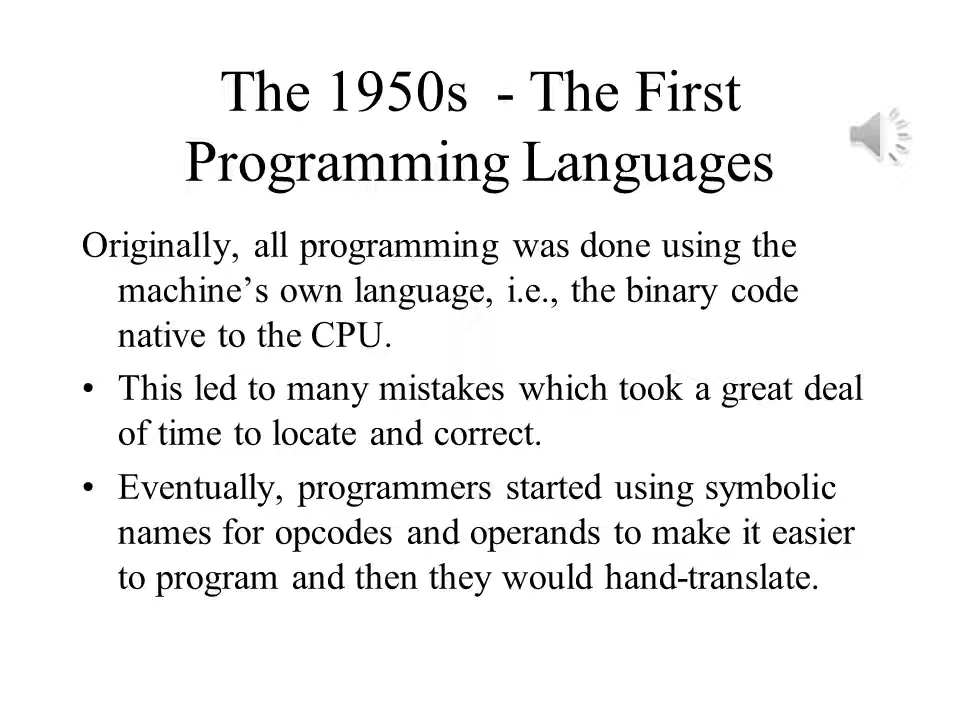 The 1950s - The First
Programming Languages
Originally, all programming was done using the
machine’s own language, i.e., the binary code
native to the CPU.
• This led to many mistakes which took a great deal
of time to locate and correct.
• Eventually, programmers started using symbolic
names for opcodes and operands to make it easier
to program and then they would hand-translate.